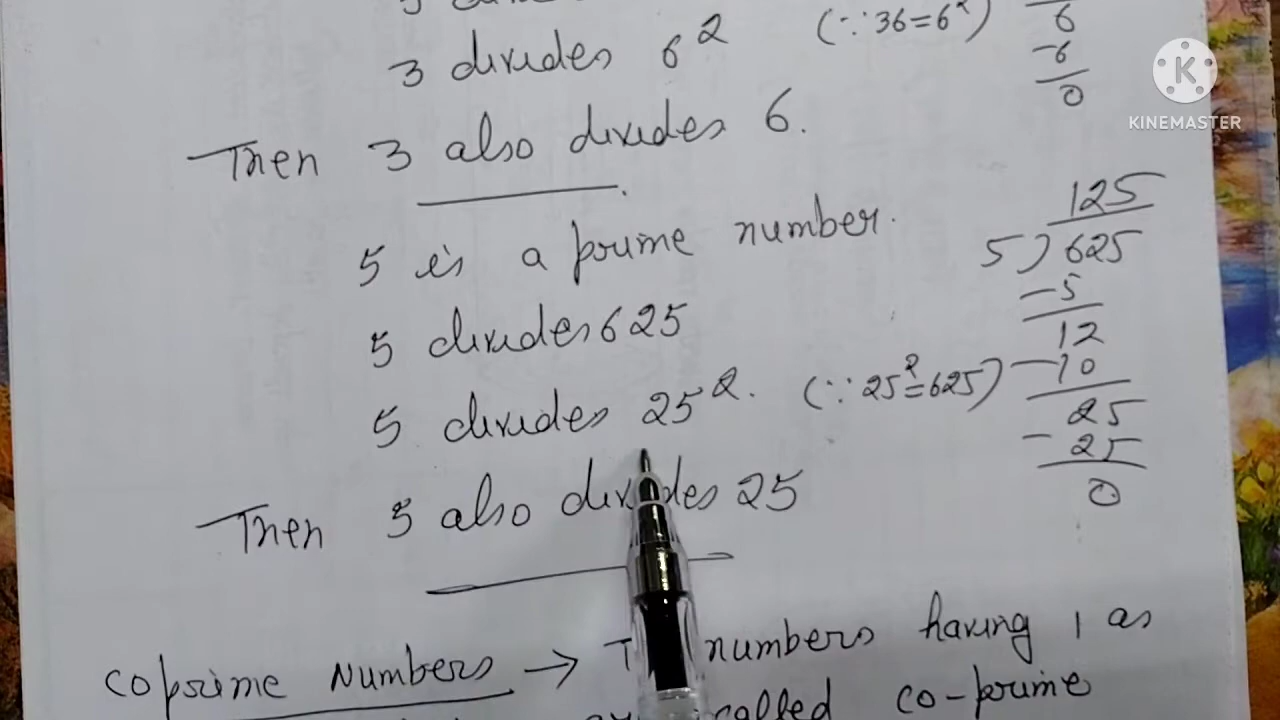 3 divides 6² (∵ 36=6²)
6
-6
0
KINEMASTER
Then 3 also divides 6.
5 is a prime number.
5 divides 625
5 divides 25². (∵ 25²=625)
Then 5 also divides 25
125
5)625
-5
12
-10
25
-25
0
Coprime Numbers → numbers having 1 as
called co-prime